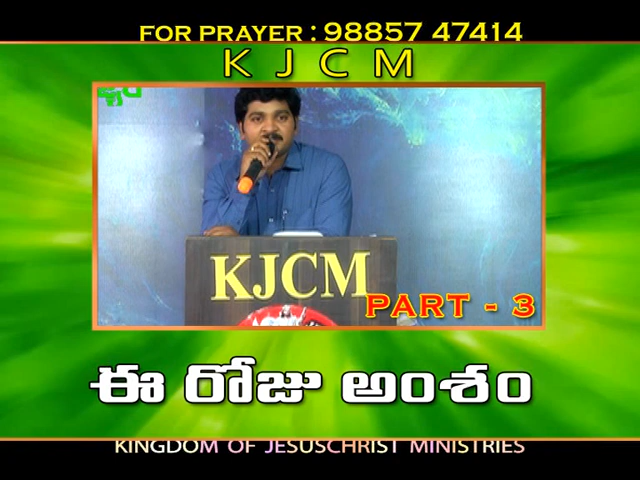 FOR PRAYER : 98857 47414
K J C M
KJCM
PART - 3
ఈ రోజు అంశం
KINGDOM OF JESUSCHRIST MINISTRIES